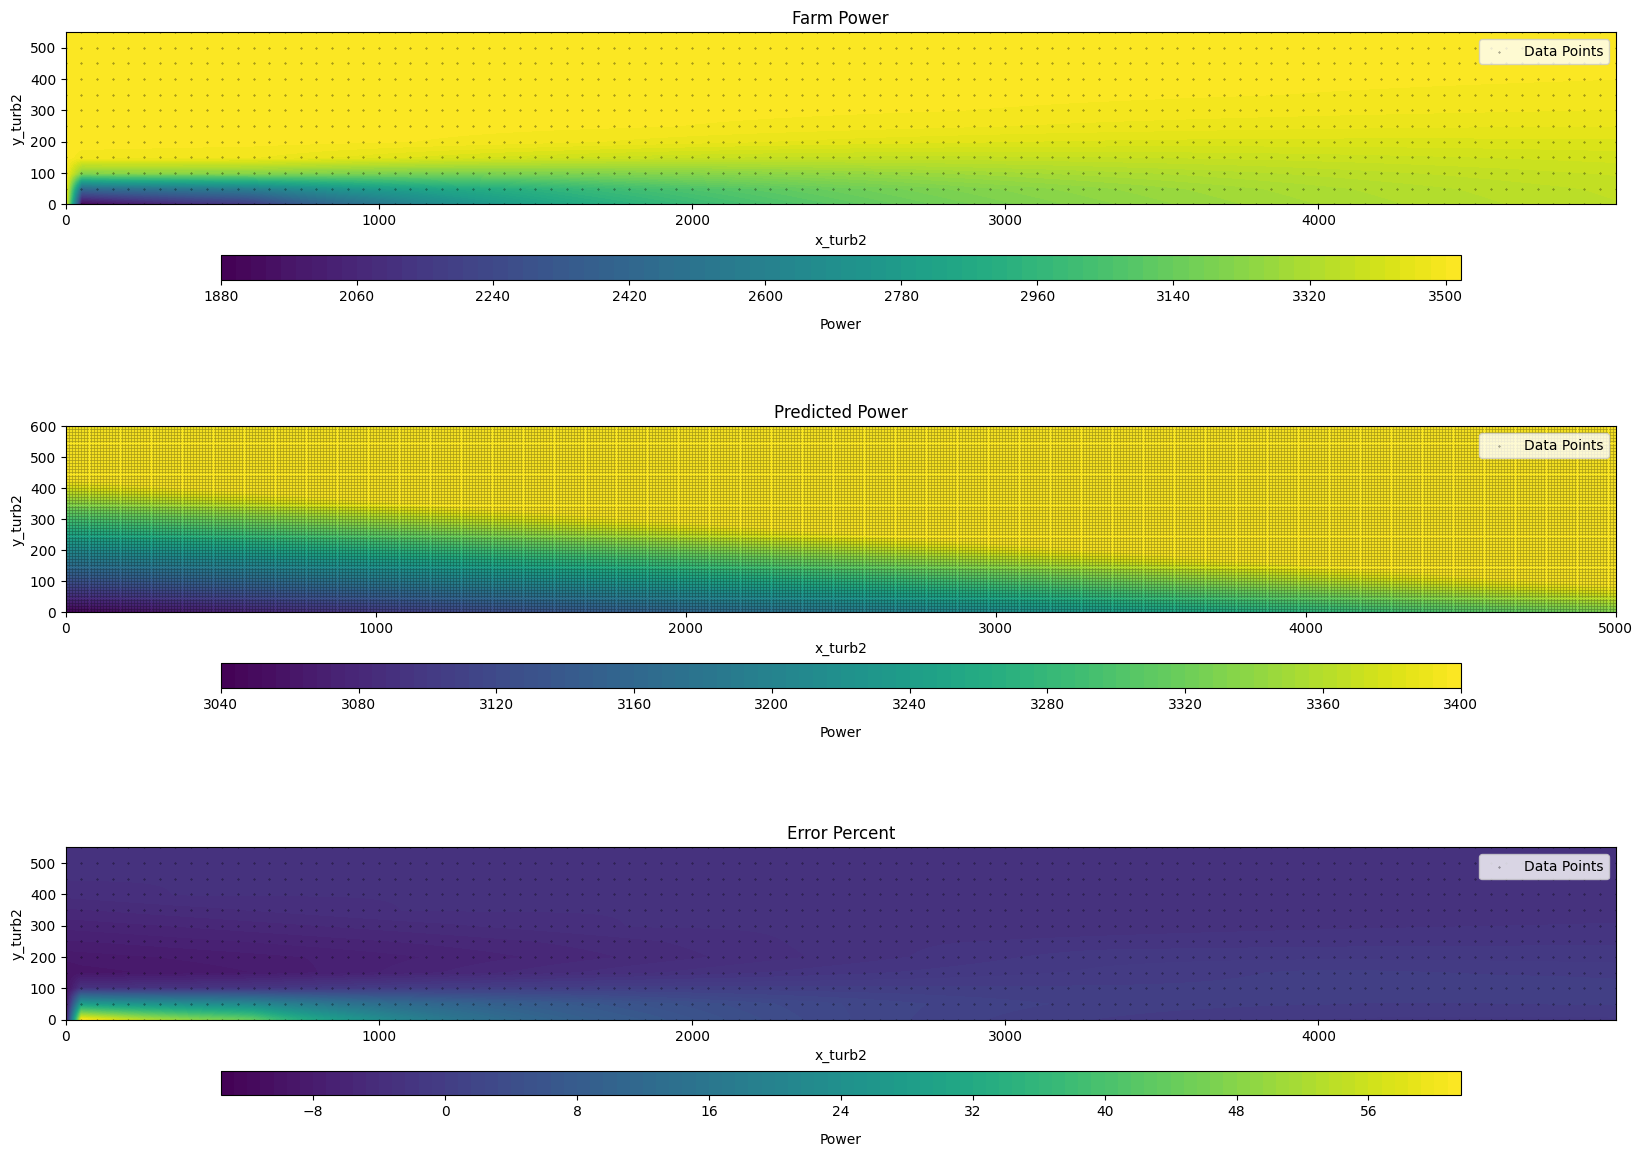 Farm Power
500
400
300
200
100
0
y_turb2
Data Points
0 1000 2000 3000 4000
x_turb2
1880 2060 2240 2420 2600 2780 2960 3140 3320 3500
Power
Predicted Power
600
500
400
300
200
100
0
y_turb2
Data Points
0 1000 2000 3000 4000 5000
x_turb2
3040 3080 3120 3160 3200 3240 3280 3320 3360 3400
Power
Error Percent
500
400
300
200
100
0
y_turb2
Data Points
0 1000 2000 3000 4000
x_turb2
−8 0 8 16 24 32 40 48 56
Power